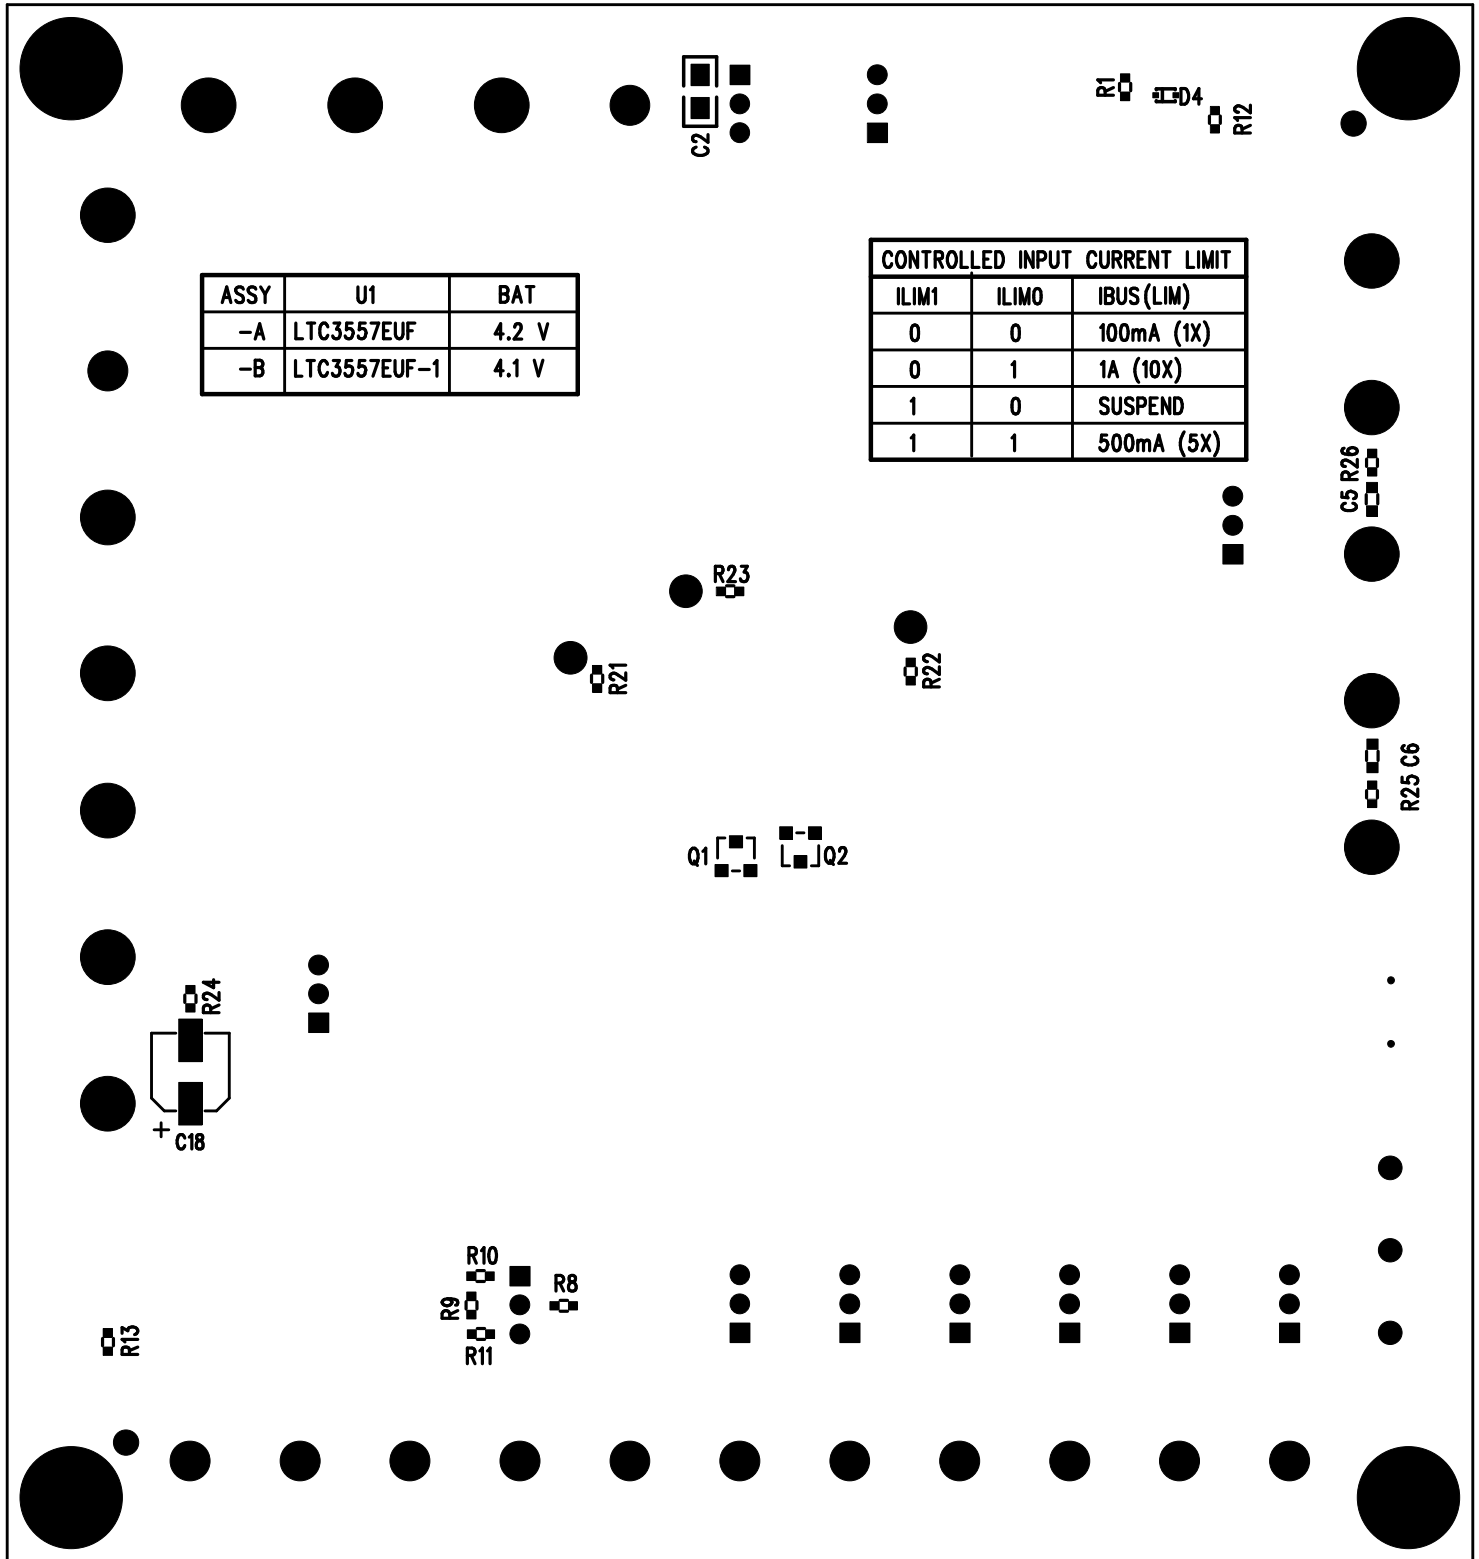 R1
D4
R12
C2
CONTROLLED INPUT CURRENT LIMIT
ILIM1 ILIM0 IBUS(LIM)
0 0 100mA (1X)
0 1 1A (10X)
1 0 SUSPEND
1 1 500mA (5X)
ASSY U1 BAT
-A LTC3557EUF 4.2 V
-B LTC3557EUF-1 4.1 V
C5 R26
R23
R21
R22
R25 C6
Q1
Q2
R24
+
C18
R10
R8
R9
R11
R13